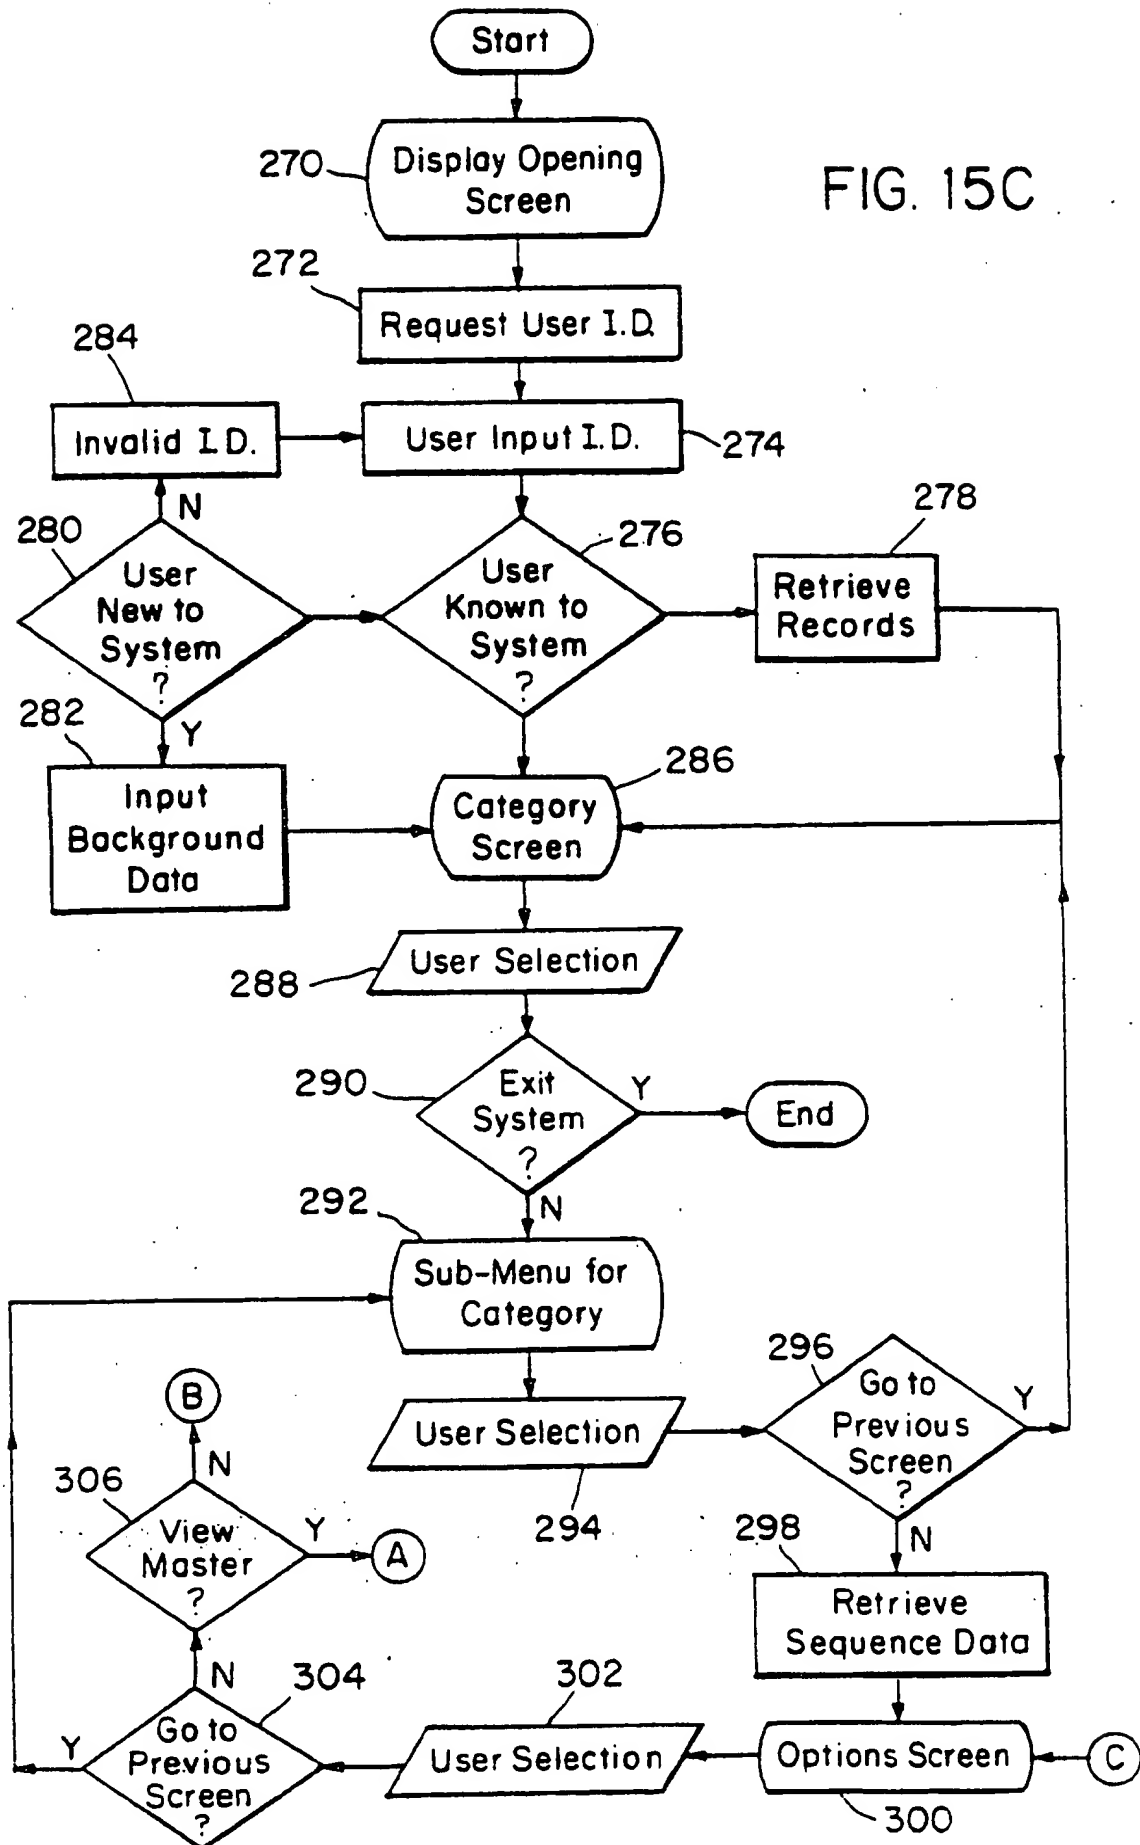 Start
270
Display Opening
Screen
FIG. 15C
272
Request User I.D.
284
Invalid I.D.
User Input I.D.
274
N
280
User
New to
System
?
276
User
Known to
System
?
278
Retrieve
Records
282
Y
Input
Background
Data
286
Category
Screen
288
User Selection
290
Exit
System
?
Y
End
N
292
Sub-Menu for
Category
296
Go to
Previous
Screen
?
Y
B
User Selection
294
N
306
View
Master
?
Y
A
N
298
Retrieve
Sequence Data
N
304
Go to
Previous
Screen
?
Y
302
User Selection
Options Screen
C
300